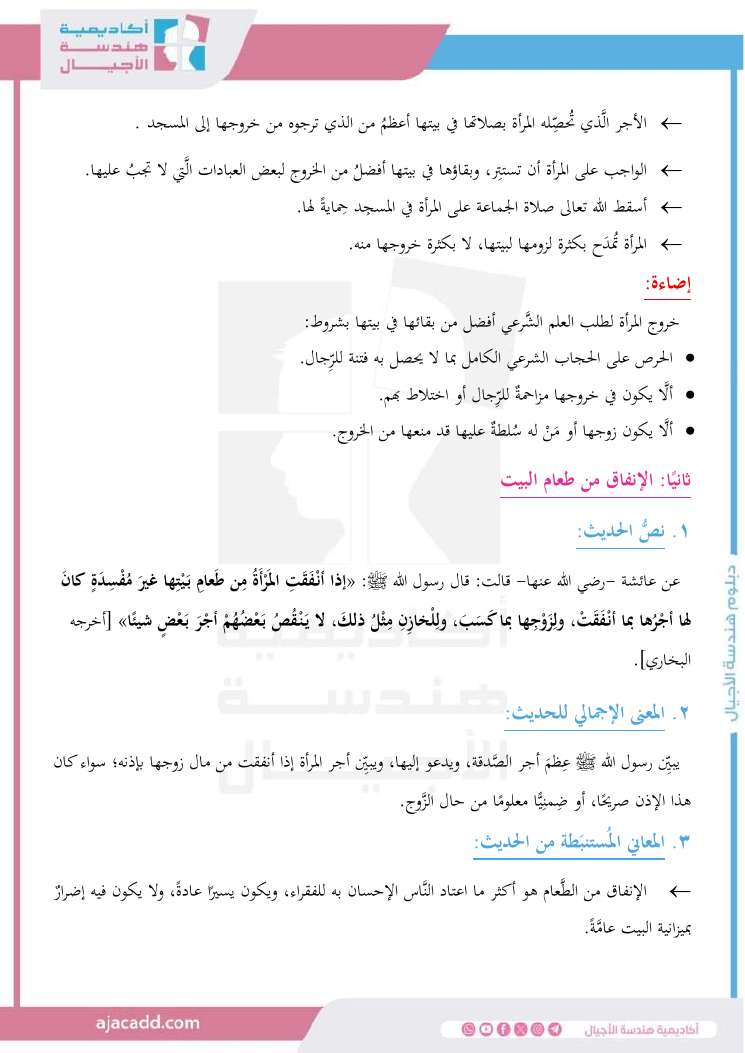 أكاديمية
هندسة
الأجيال
← الأجر الَّذي تُحصِّله المرأة بصلاتها في بيتها أعظمُ من الذي ترجوه من خروجها إلى المسجد .
← الواجب على المرأة أن تستتِر، وبقاؤها في بيتها أفضلُ من الخروج لبعض العبادات الَّتي لا تجبُ عليها.
← أسقط الله تعالى صلاة الجماعة على المرأة في المسجِد حِمايةً لها.
← المرأة تُمدَح بكثرة لزومها لبيتها، لا بكثرة خروجها منه.
إضاءة:
خروج المرأة لطلب العلم الشَّرعي أفضل من بقائها في بيتها بشروط:
● الحرص على الحجاب الشرعي الكامل بما لا يحصل به فتنة للرِّجال.
● ألَّا يكون في خروجها مزاحمةٌ للرِّجال أو اختلاط بهم.
● ألَّا يكون زوجها أو مَنْ له سُلطةٌ عليها قد منعها من الخروج.
ثانيًا: الإنفاق من طعام البيت
١. نصُّ الحديث:
عن عائشة –رضي الله عنها– قالت: قال رسول الله ﷺ: «إذا أنْفَقَتِ المَرْأَةُ مِن طَعامِ بَيْتِها غيرَ مُفْسِدَةٍ كانَ
لها أجْرُها بما أنْفَقَتْ، ولِزَوْجِها بما كَسَبَ، ولِلْخازِنِ مِثْلُ ذلكَ، لا يَنْقُصُ بَعْضُهُمْ أجْرَ بَعْضٍ شيئًا» [أخرجه
البخاري].
٢. المعنى الإجمالي للحديث:
يبيِّن رسول الله ﷺ عِظمَ أجر الصَّدقة، ويدعو إليها، ويبيِّن أجر المرأة إذا أنفقت من مال زوجها بإذنه؛ سواء كان
هذا الإذن صريحًا، أو ضِمنِيًّا معلومًا من حال الزَّوج.
٣. المعاني المُستنبَطة من الحديث:
← الإنفاق من الطَّعام هو أكثر ما اعتاد النَّاس الإحسان به للفقراء، ويكون يسيرًا عادةً، ولا يكون فيه إضرارٌ
بميزانية البيت عامَّةً.
دبلوم هندسة الأجيال
أكاديمية
هندسة
الأجيال
أكاديمية هندسة الأجيال
ajacadd.com